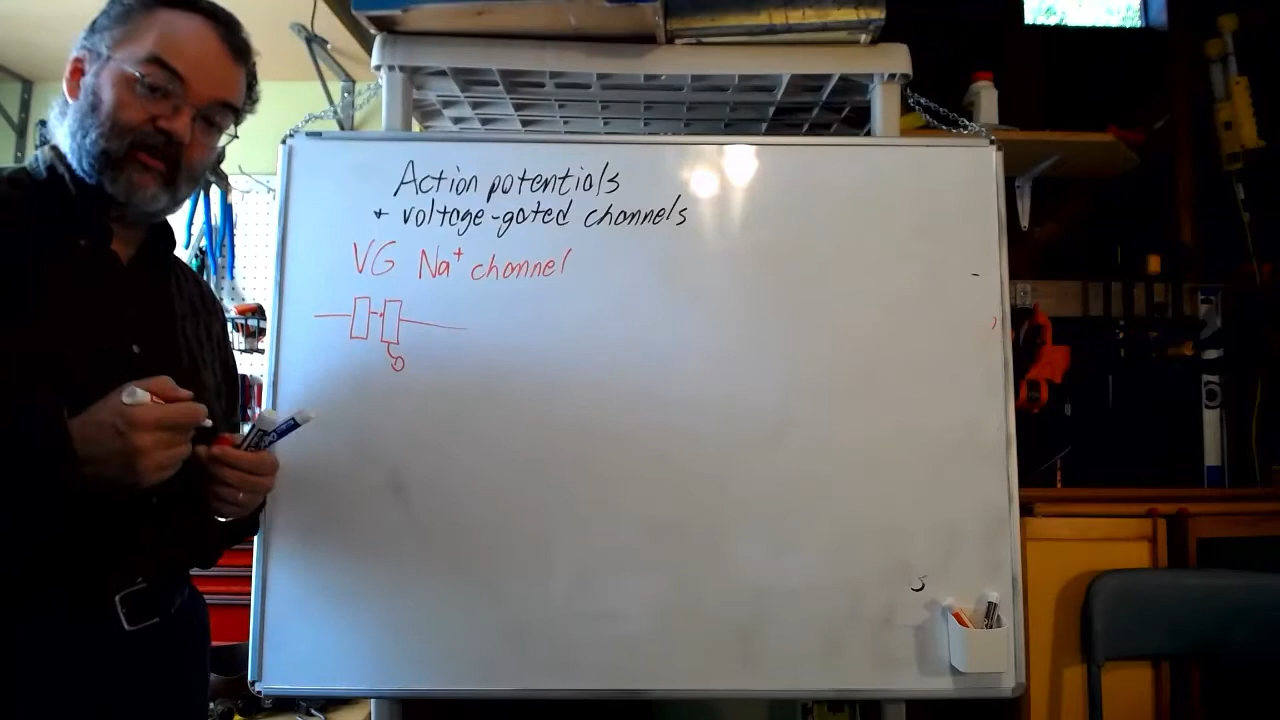 Action potentials
+ voltage-gated channels
VG Na⁺ channel